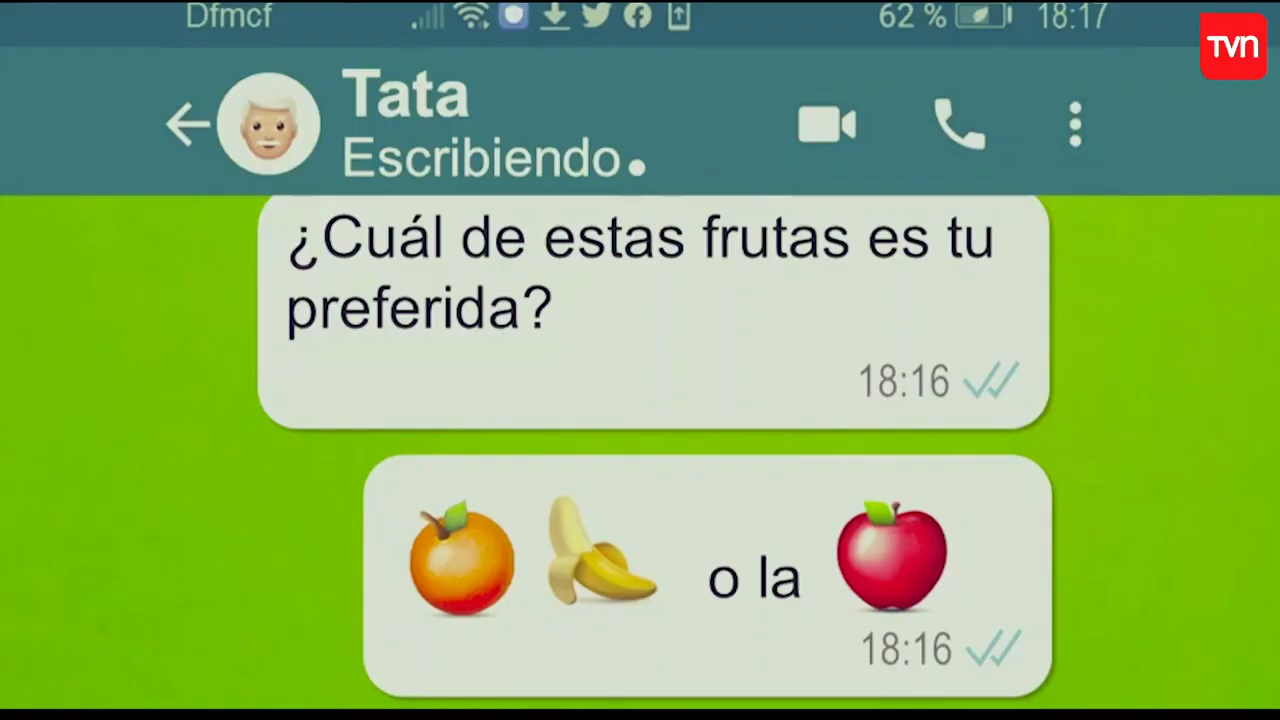 Dfmcf 62 % 18:17
TVN
Tata
Escribiendo.
¿Cuál de estas frutas es tu
preferida?
18:16
o la
18:16